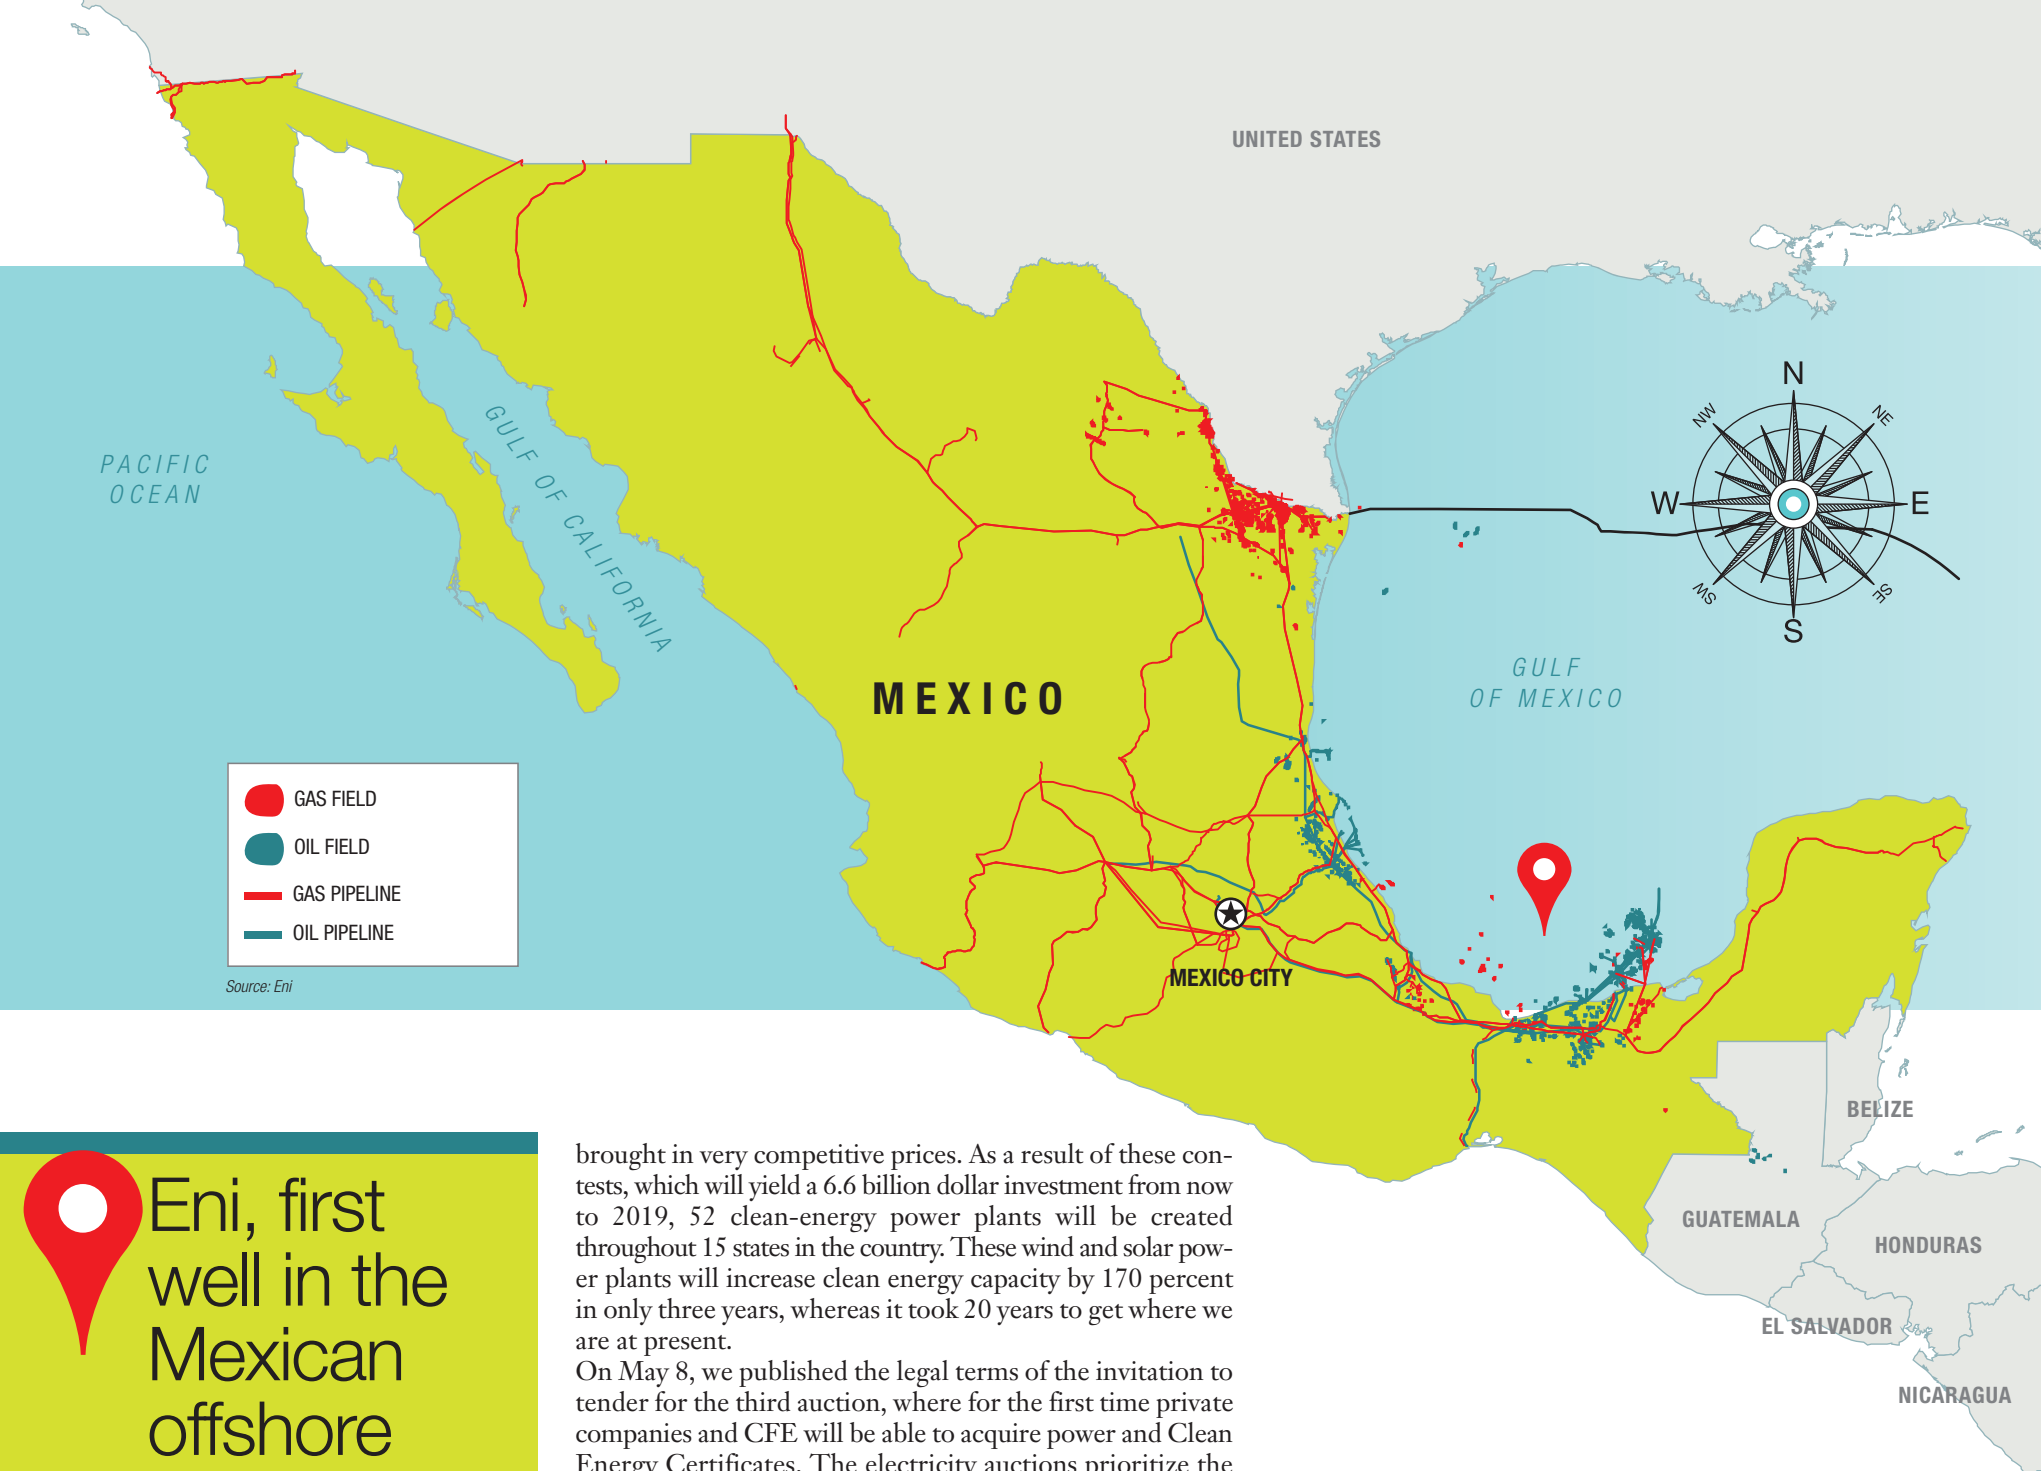 UNITED STATES
N
NW
NE
W
E
SW
SE
S
PACIFIC
OCEAN
GULF OF CALIFORNIA
GULF
OF MEXICO
MEXICO
GAS FIELD
OIL FIELD
GAS PIPELINE
OIL PIPELINE
Source: Eni
MEXICO CITY
BELIZE
GUATEMALA
HONDURAS
EL SALVADOR
NICARAGUA
Eni, first
well in the
Mexican
offshore
brought in very competitive prices. As a result of these con-
tests, which will yield a 6.6 billion dollar investment from now
to 2019, 52 clean-energy power plants will be created
throughout 15 states in the country. These wind and solar pow-
er plants will increase clean energy capacity by 170 percent
in only three years, whereas it took 20 years to get where we
are at present.
On May 8, we published the legal terms of the invitation to
tender for the third auction, where for the first time private
companies and CFE will be able to acquire power and Clean
Energy Certificates. The electricity auctions prioritize the